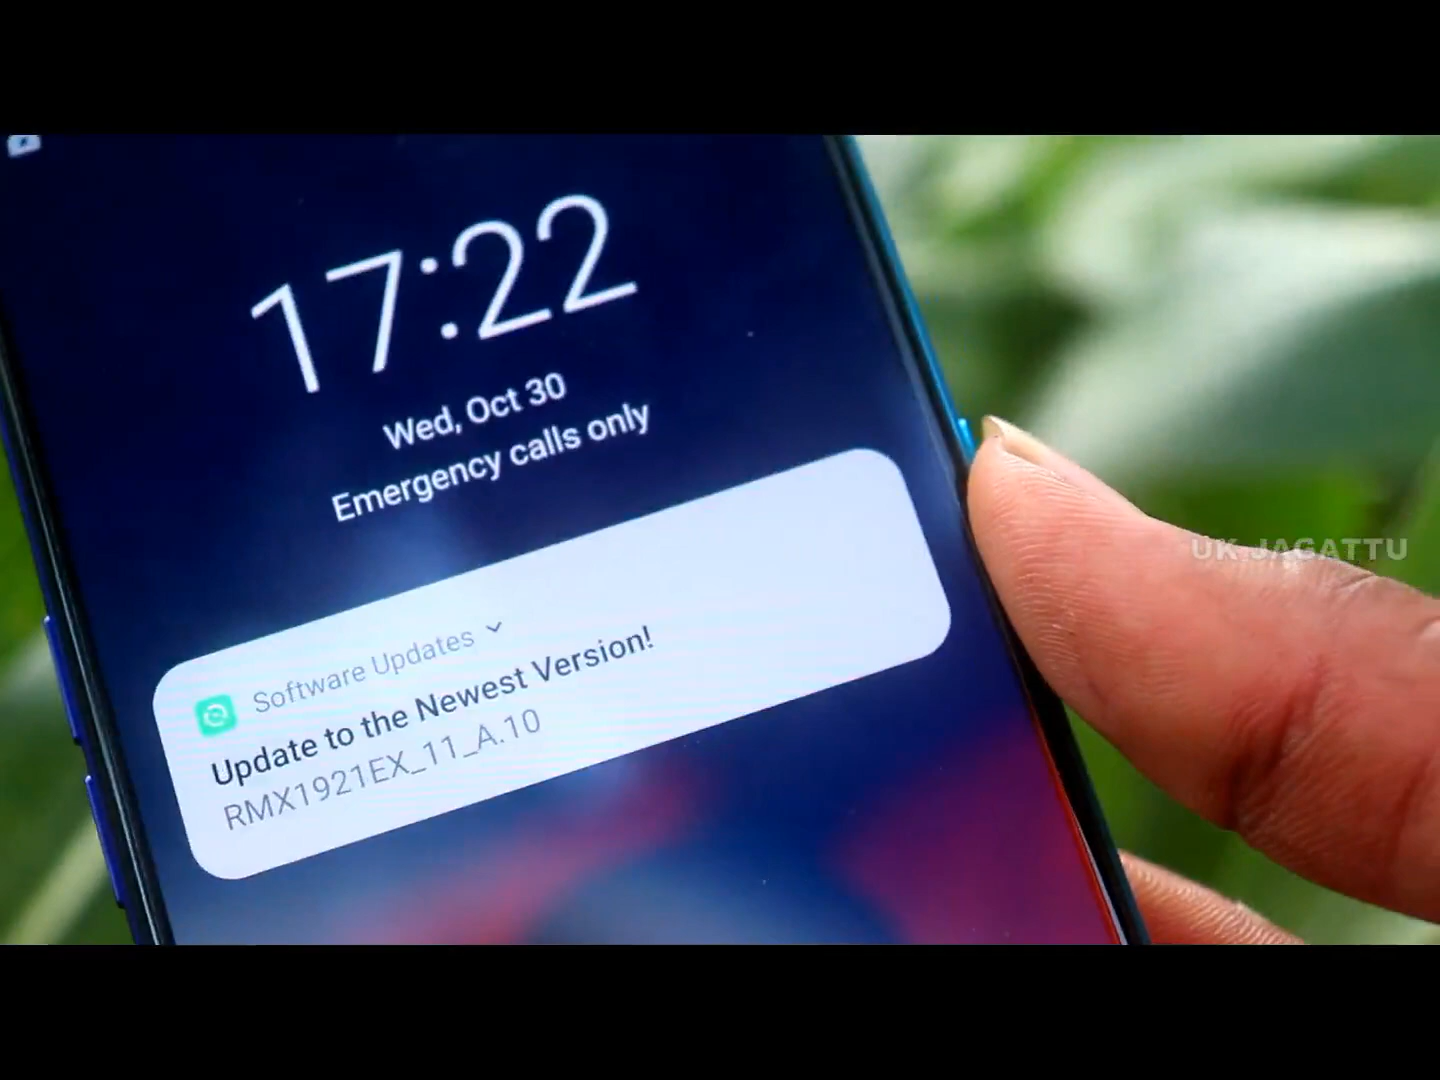 17:22
Wed, Oct 30
Emergency calls only
Software Updates
Update to the Newest Version!
RMX1921EX_11_A.10
UK JAGATTU